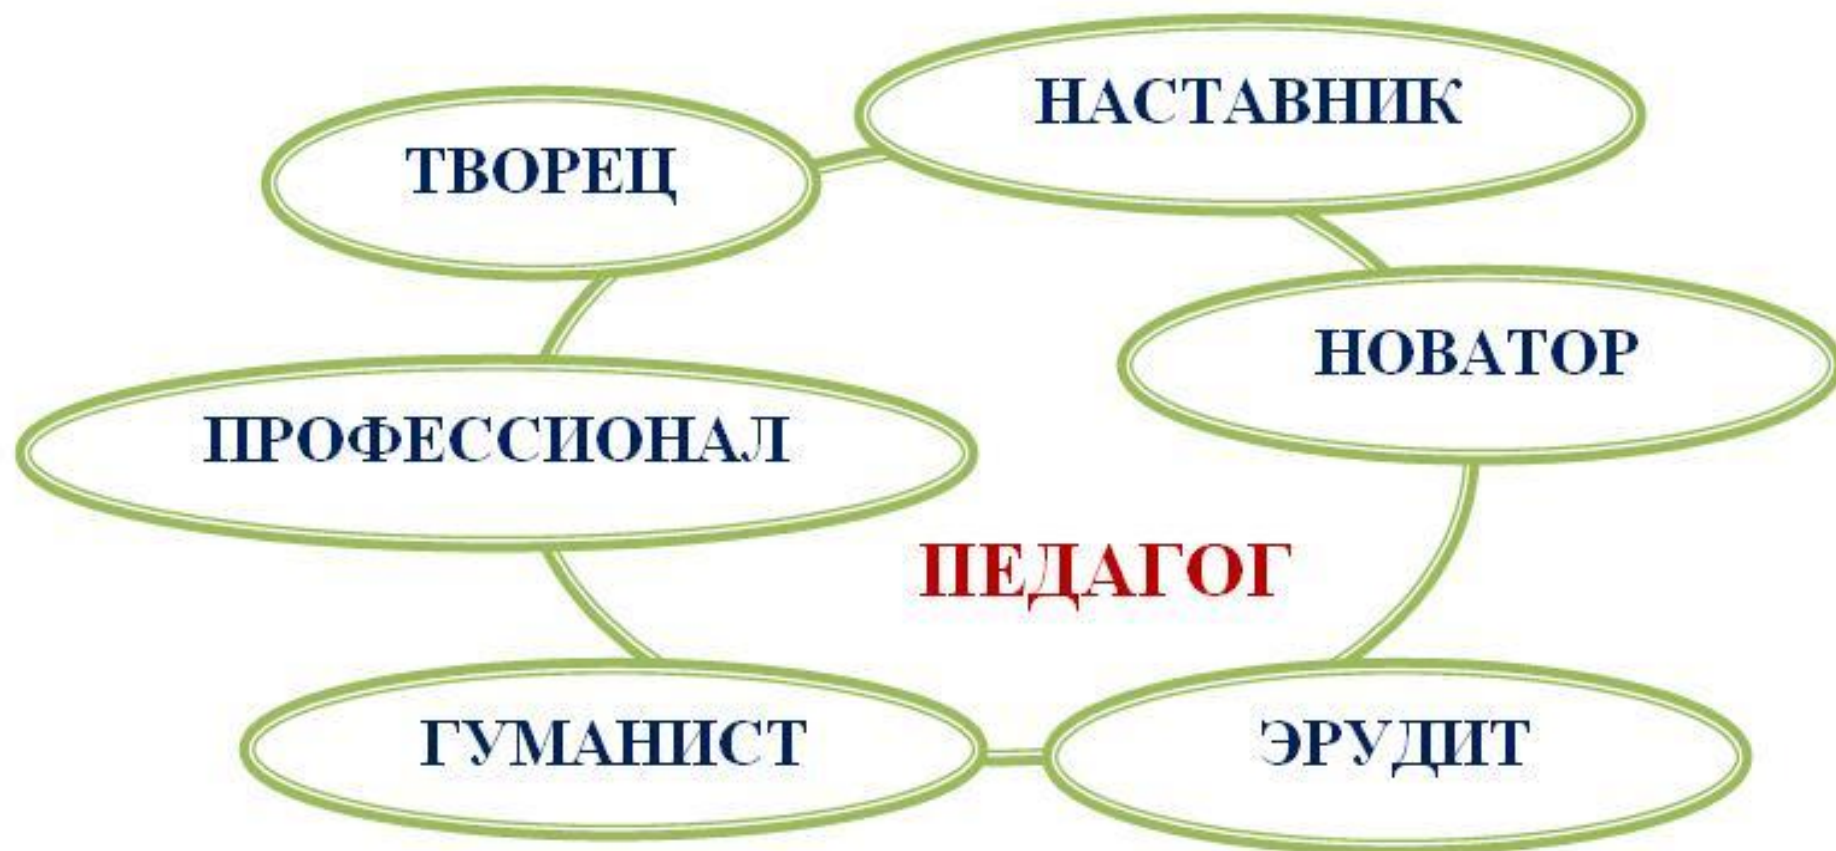 НАСТАВНИК
ТВОРЕЦ
НОВАТОР
ПРОФЕССИОНАЛ
ПЕДАГОГ
ГУМАНИСТ
ЭРУДИТ